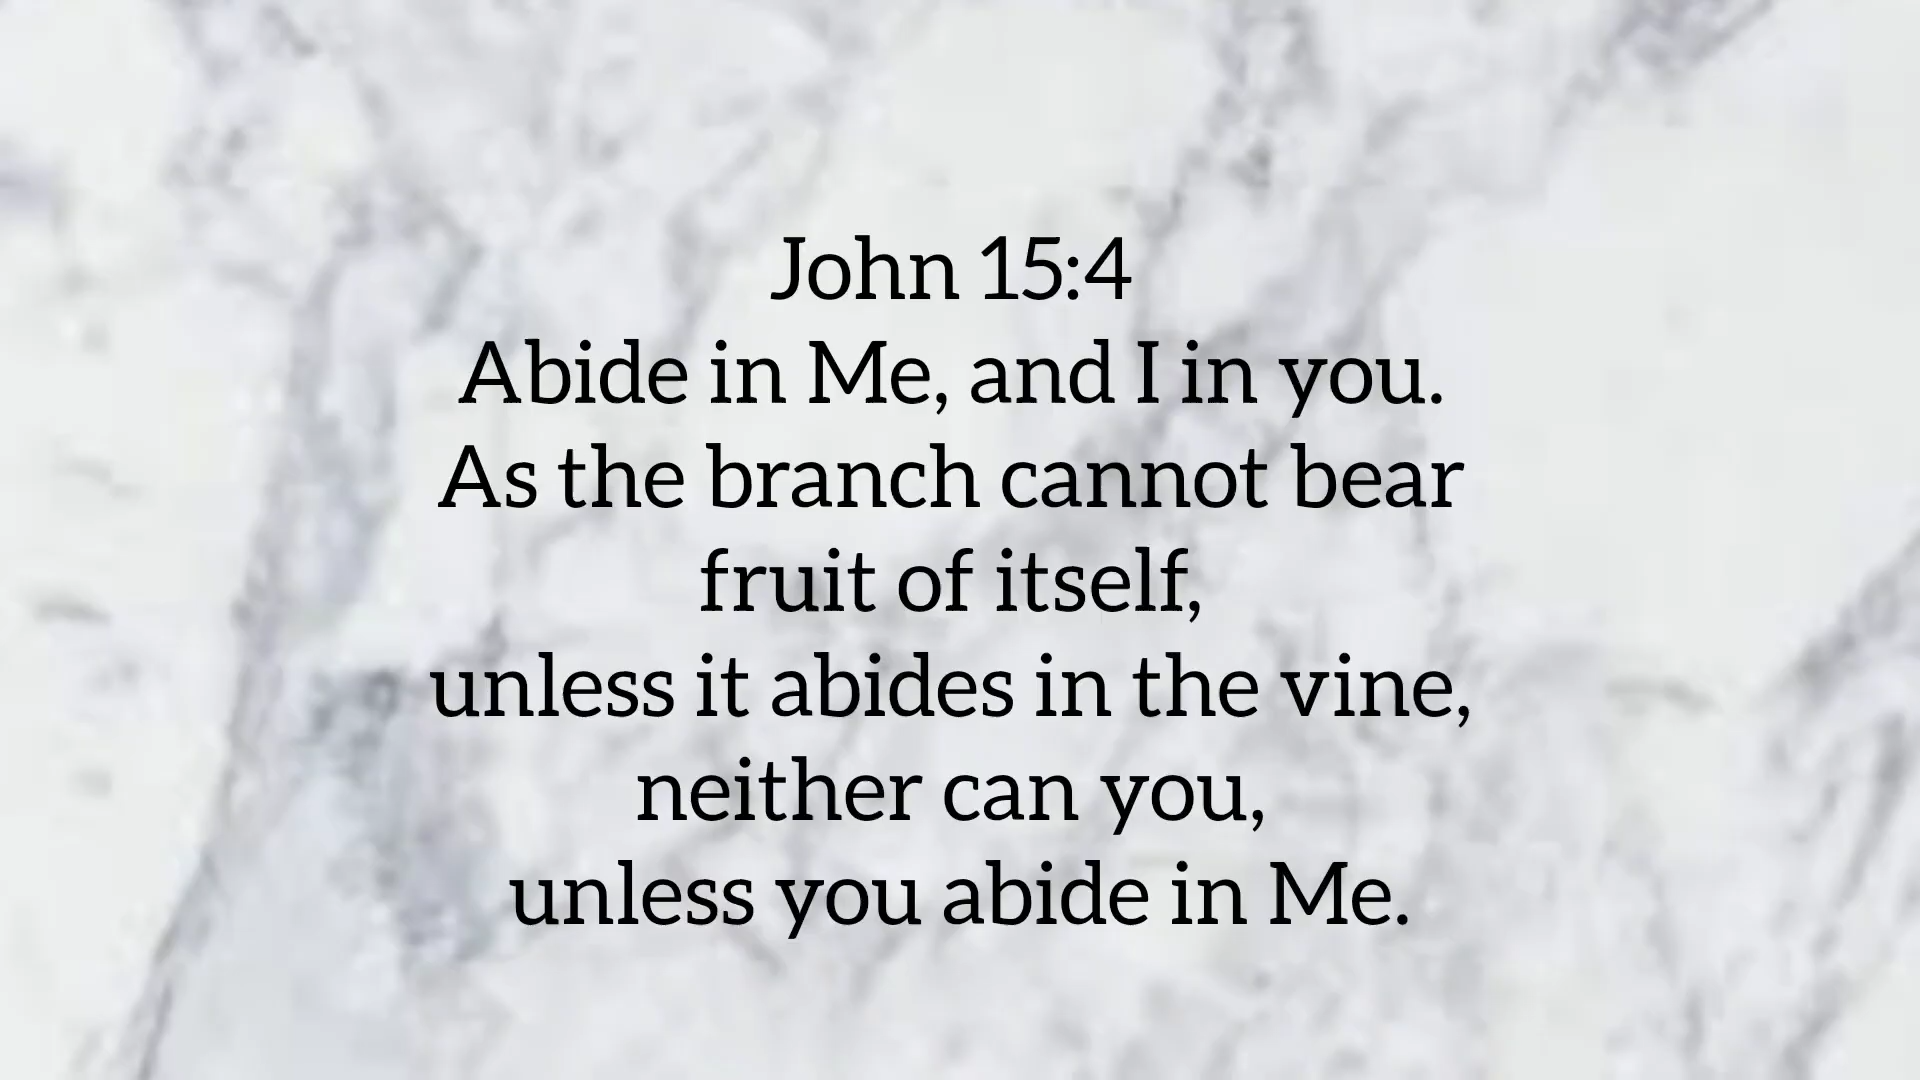 John 15:4
Abide in Me, and I in you.
As the branch cannot bear
fruit of itself,
unless it abides in the vine,
neither can you,
unless you abide in Me.